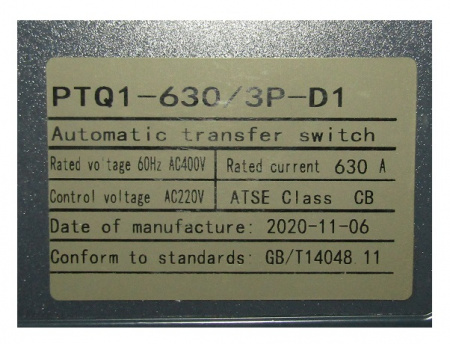 PTQ1-630/3P-D1
Automatic transfer switch
Rated voltage 60Hz AC400V Rated current 630 A
Control voltage AC220V ATSE Class CB
Date of manufacture: 2020-11-06
Conform to standards: GB/T14048.11